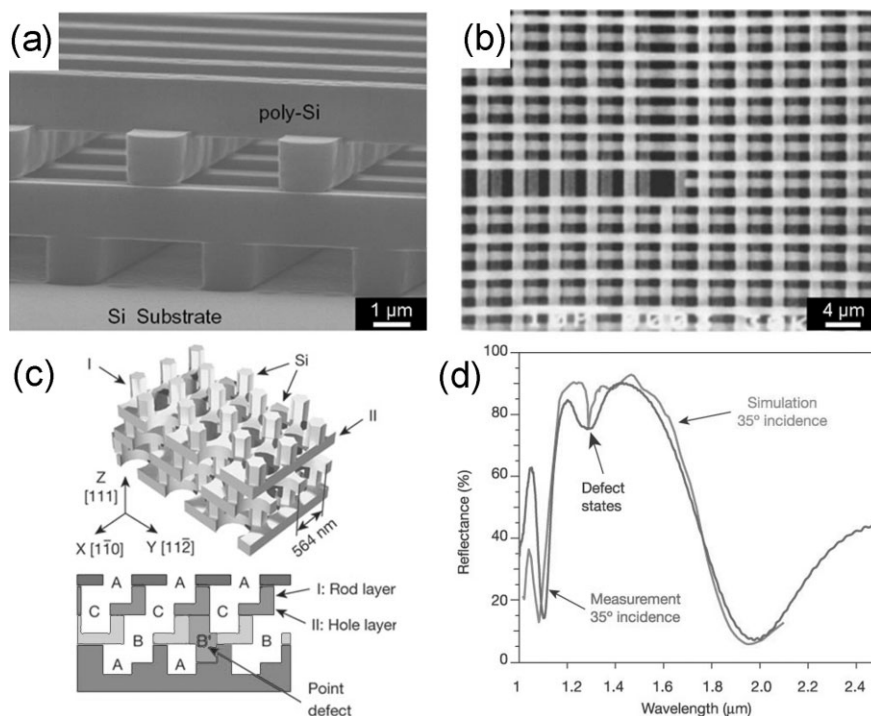 (a)
poly-Si
Si Substrate
1 μm
(b)
4 μm
(c)
I
Si
II
Z
[111]
X [11̄0]
Y [112̄]
564 nm
A A A
C C C
B B B' B
A A
I: Rod layer
II: Hole layer
Point
defect
(d)
Reflectance (%)
100
80
60
40
20
0
Simulation
35º incidence
Defect
states
Measurement
35º incidence
1 1.2 1.4 1.6 1.8 2.0 2.2 2.4
Wavelength (μm)